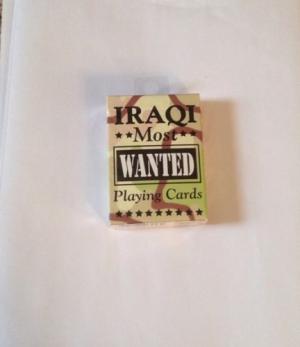 IRAQI
★★Most★★
WANTED
Playing Cards
★★★★★★★★★